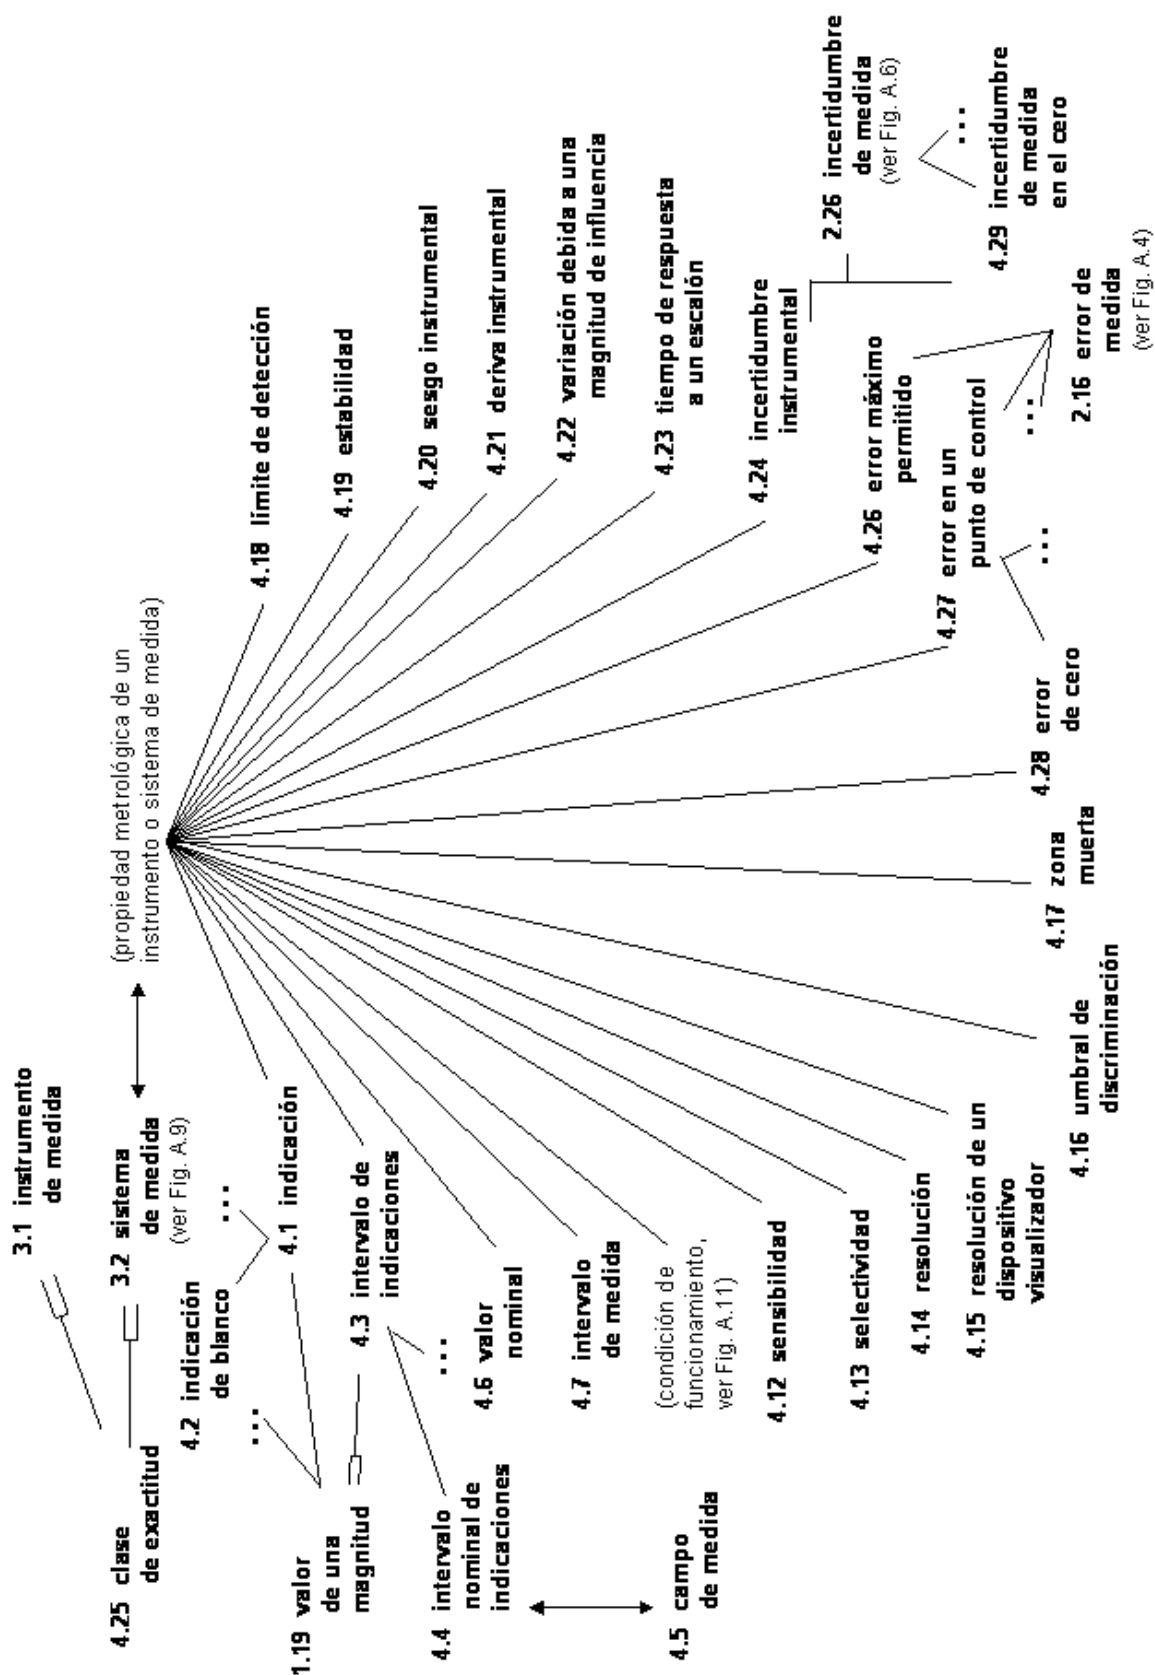 3.1 instrumento
de medida
3.2 sistema
de medida
(ver Fig. A.9)
4.25 clase
de exactitud
(propiedad metrológica de un
instrumento o sistema de medida)
4.2 indicación
de blanco
...
...
4.1 indicación
1.19 valor
de una
magnitud
4.3 intervalo de
indicaciones
...
4.4 intervalo
nominal de
indicaciones
4.5 campo
de medida
4.6 valor
nominal
4.7 intervalo
de medida
(condición de
funcionamiento,
ver Fig. A.11)
4.12 sensibilidad
4.13 selectividad
4.14 resolución
4.15 resolución de un
dispositivo
visualizador
4.16 umbral de
discriminación
4.17 zona
muerta
4.28 error
de cero
...
4.27 error en un
punto de control
4.26 error máximo
permitido
...
2.16 error de
medida
(ver Fig. A.4)
4.24 incertidumbre
instrumental
2.26 incertidumbre
de medida
(ver Fig. A.6)
...
4.29 incertidumbre
de medida
en el cero
4.23 tiempo de respuesta
a un escalón
4.22 variación debida a una
magnitud de influencia
4.21 deriva instrumental
4.20 sesgo instrumental
4.19 estabilidad
4.18 límite de detección